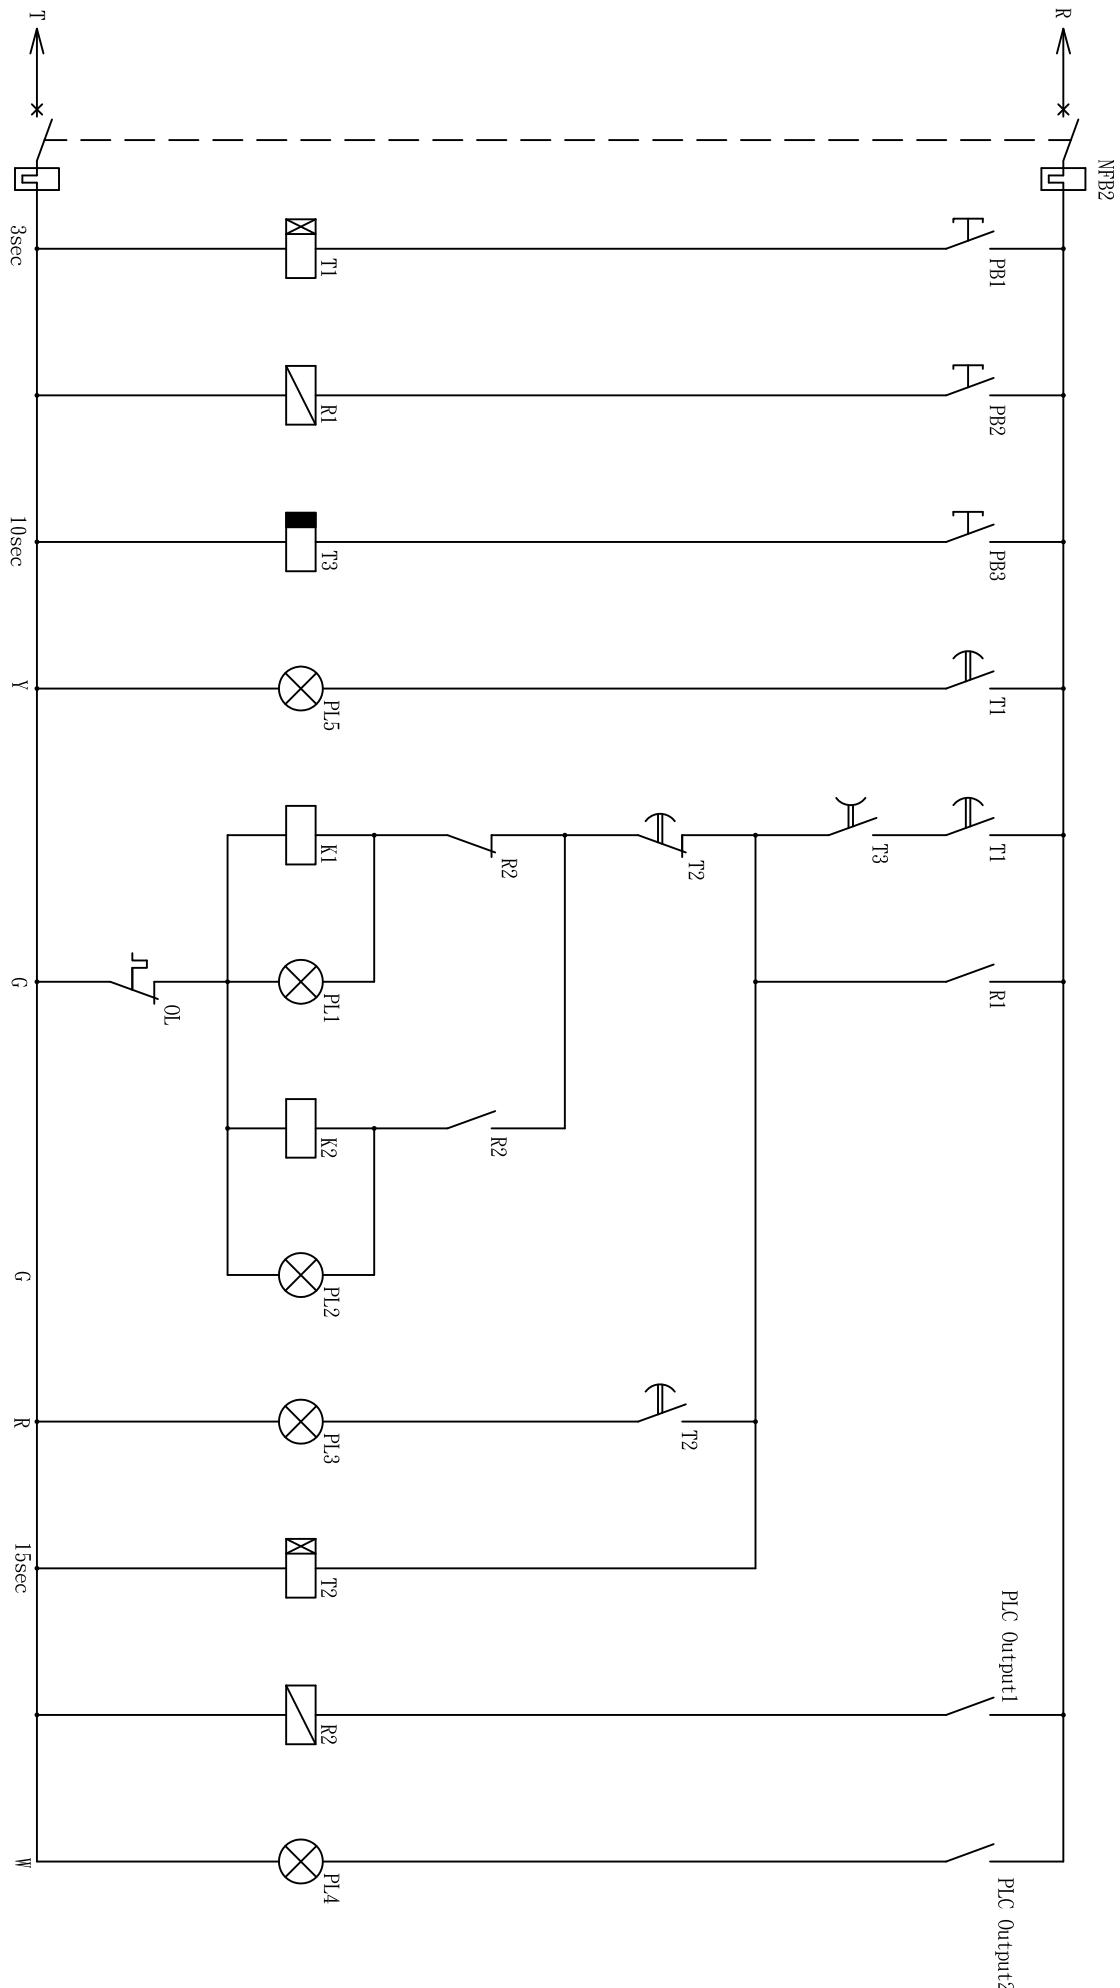 R
T
NFB2
PB1
T1
3sec
PB2
R1
PB3
T3
10sec
T1
PL5
Y
T1
T3
T2
R2
K1
R1
PL1
OL
G
R2
K2
PL2
G
T2
PL3
R
T2
15sec
PLC Output1
R2
PLC Output2
PL4
W